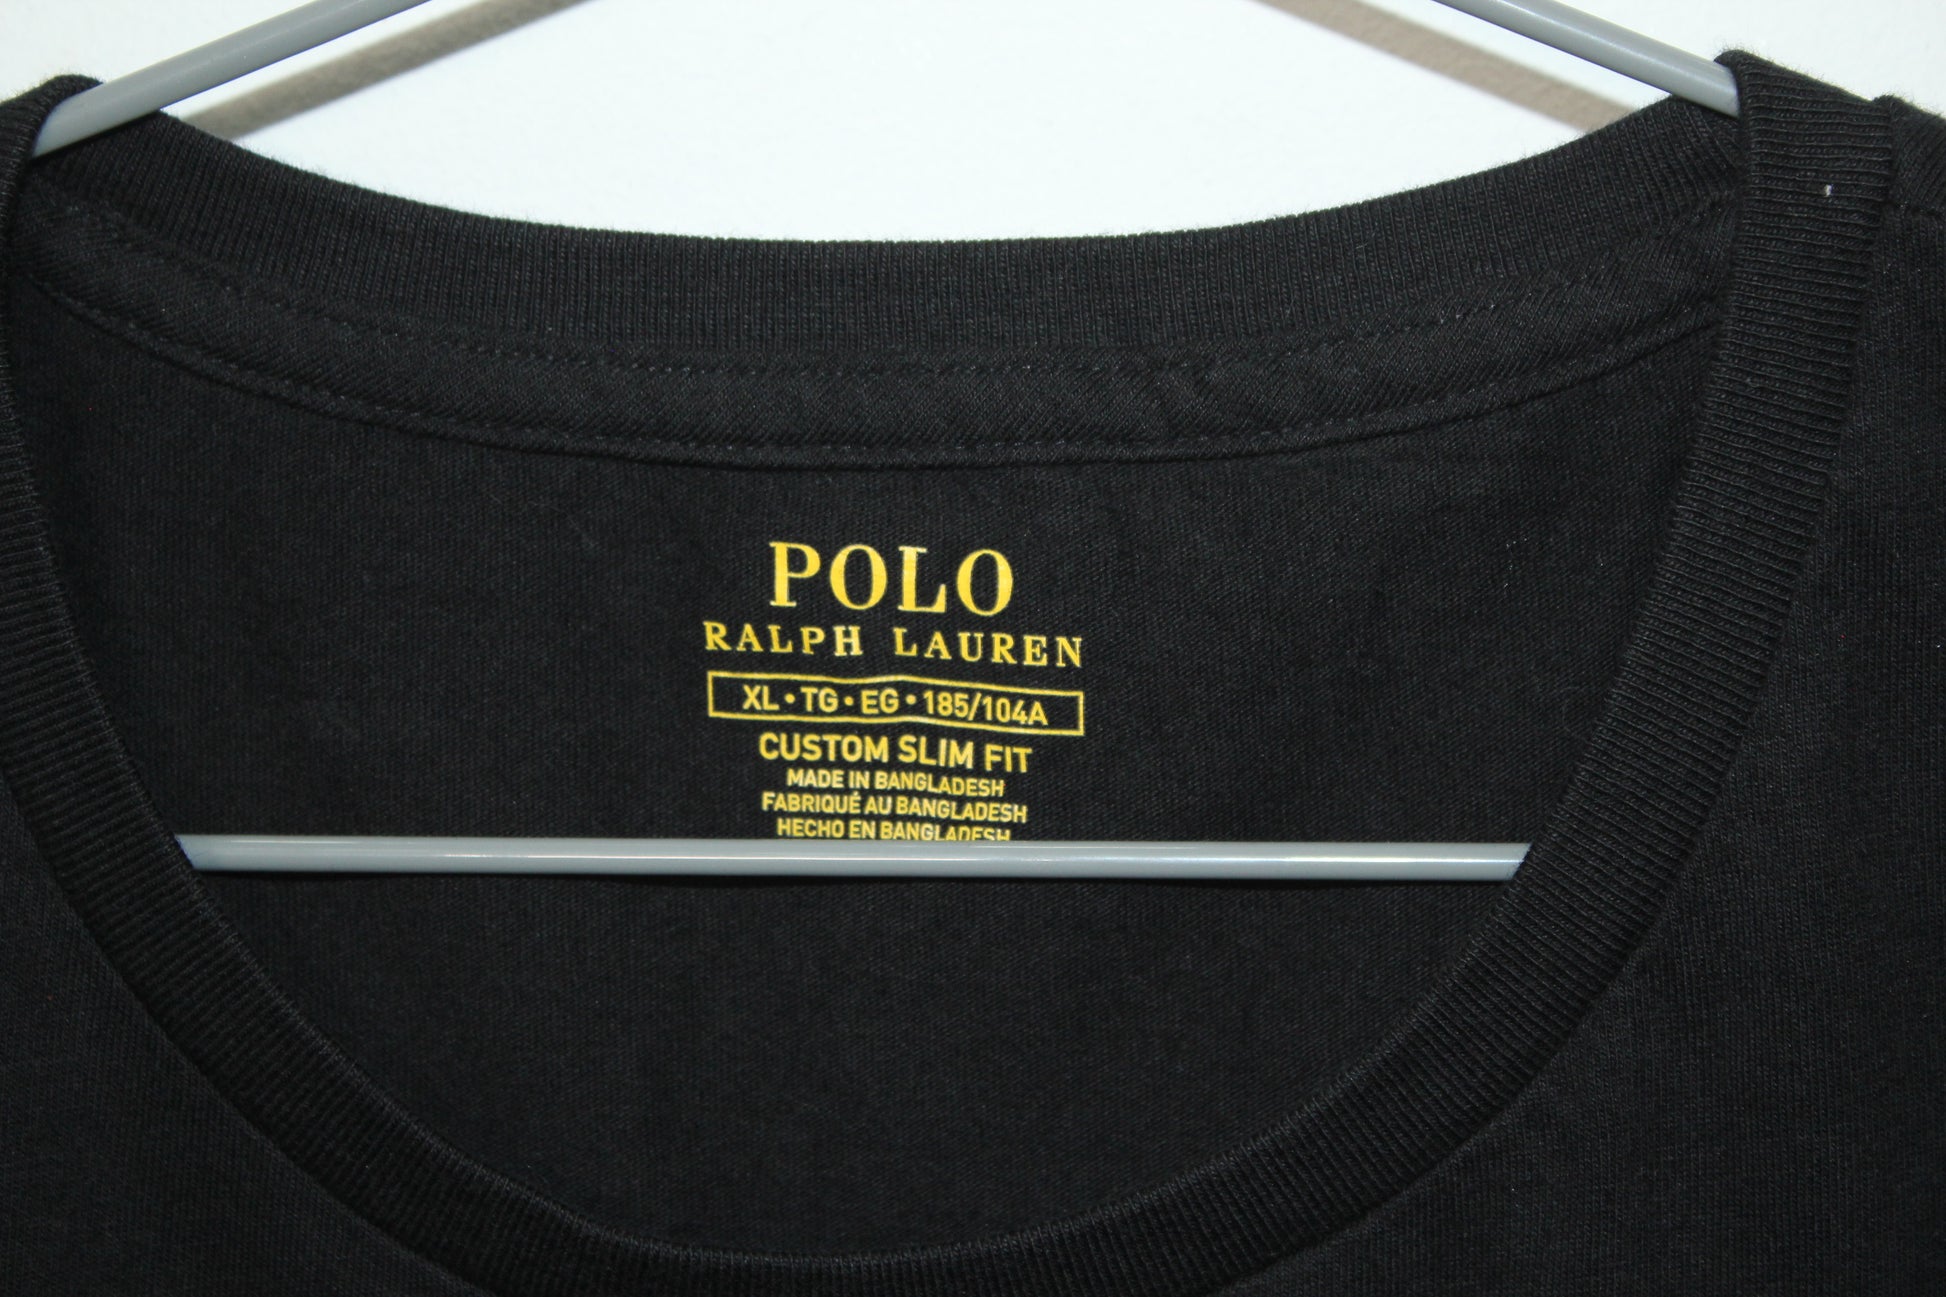 POLO
RALPH LAUREN
XL • TG • EG • 185/104A
CUSTOM SLIM FIT
MADE IN BANGLADESH
FABRIQUÉ AU BANGLADESH
HECHO EN BANGLADESH